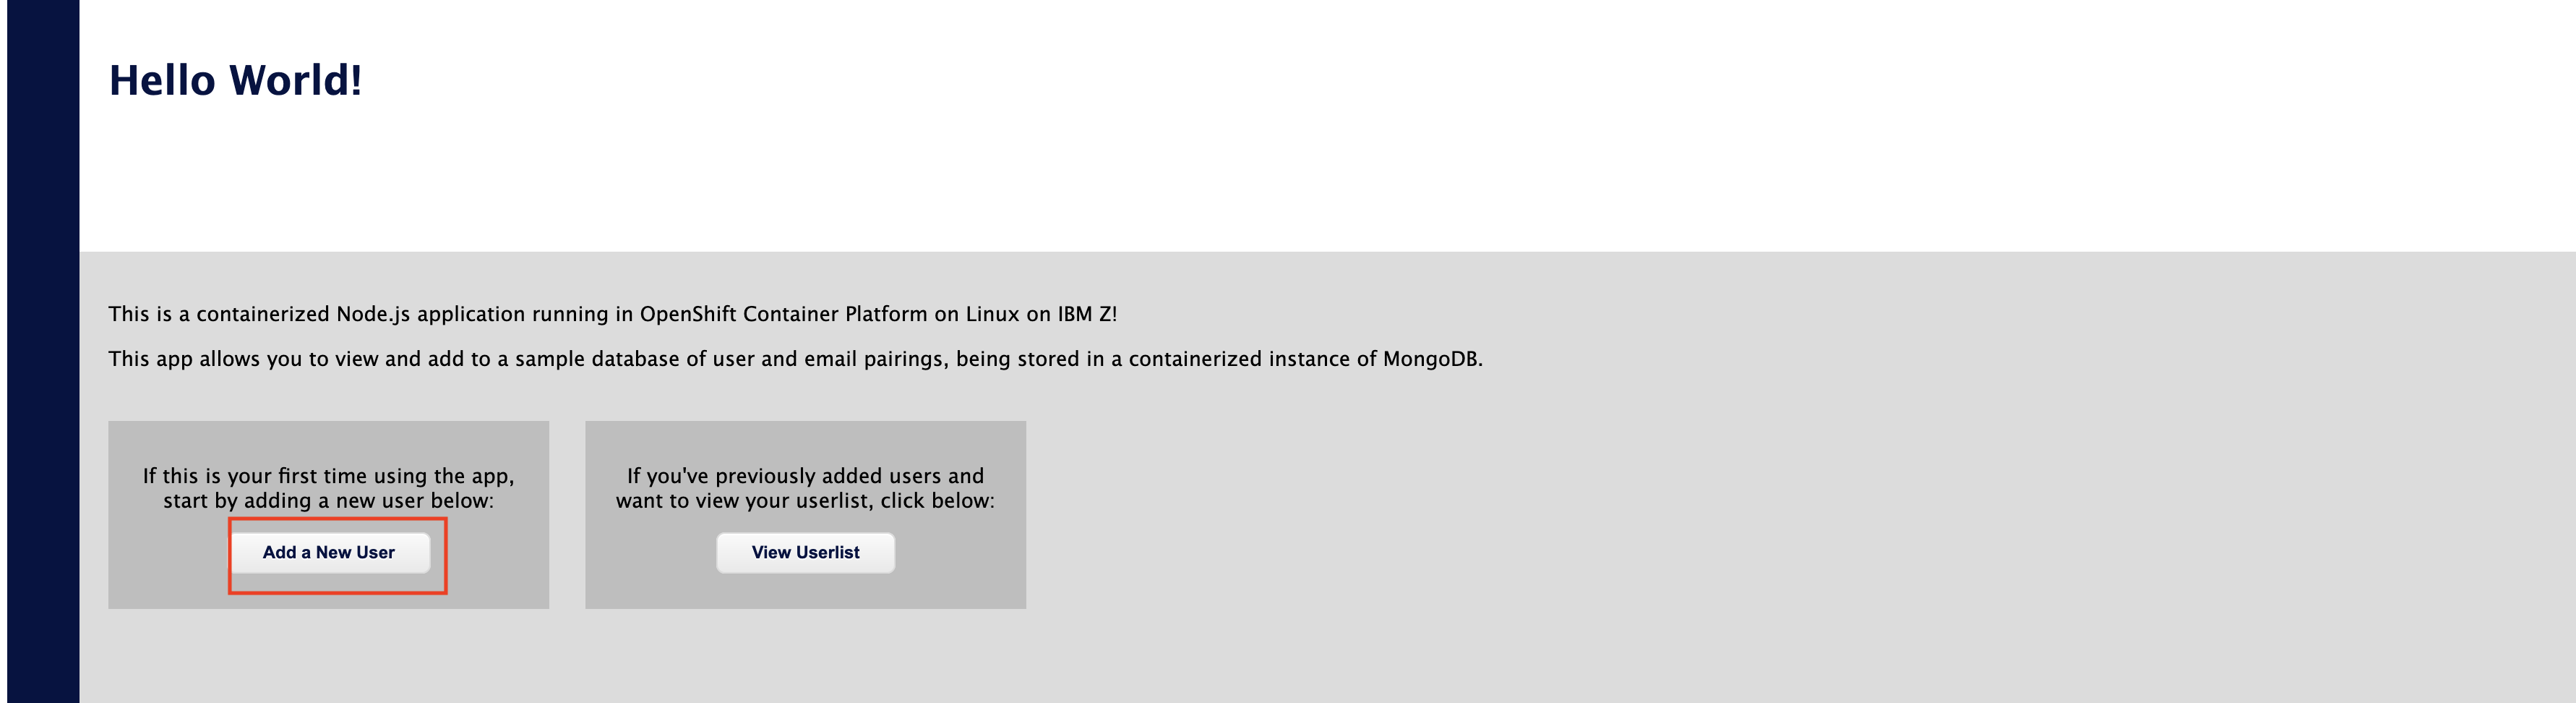 Hello World!
This is a containerized Node.js application running in OpenShift Container Platform on Linux on IBM Z!
This app allows you to view and add to a sample database of user and email pairings, being stored in a containerized instance of MongoDB.
If this is your first time using the app,
start by adding a new user below:
Add a New User
If you've previously added users and
want to view your userlist, click below:
View Userlist